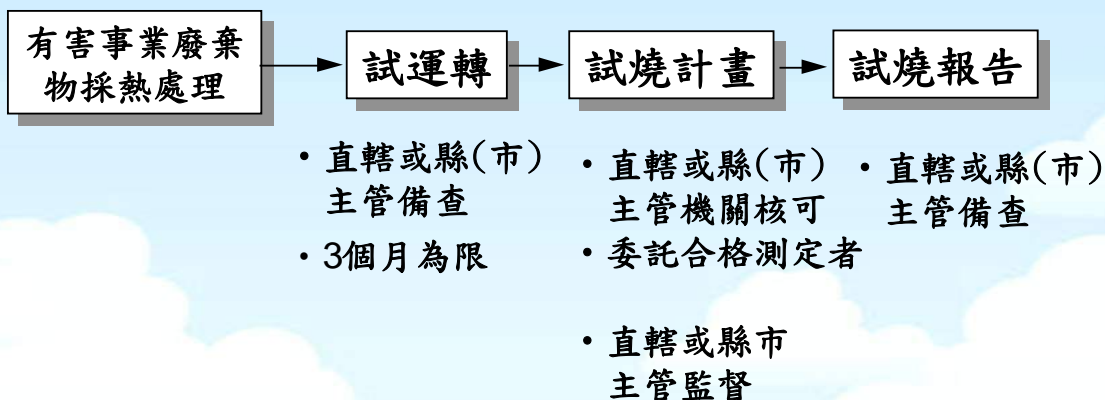 有害事業廢棄
物採熱處理
試運轉
試燒計畫
試燒報告
• 直轄或縣(市)
主管備查
• 3個月為限
• 直轄或縣(市)
主管機關核可
• 委託合格測定者
• 直轄或縣市
主管監督
• 直轄或縣(市)
主管備查